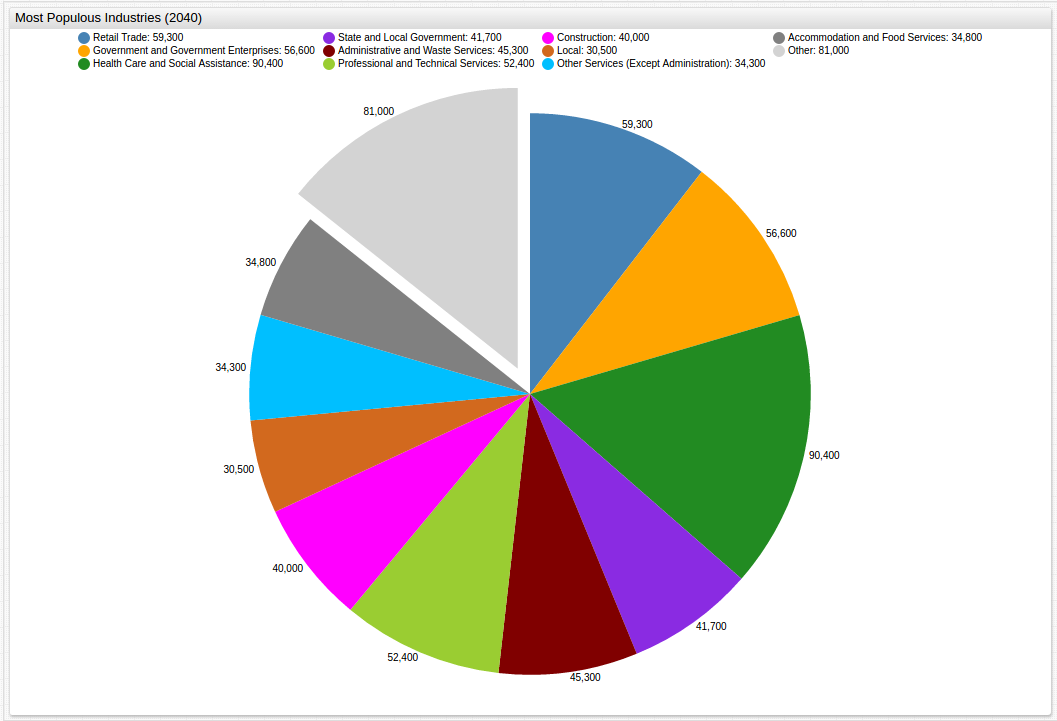 Most Populous Industries (2040)
Retail Trade: 59,300 State and Local Government: 41,700 Construction: 40,000 Accommodation and Food Services: 34,800
Government and Government Enterprises: 56,600 Administrative and Waste Services: 45,300 Local: 30,500 Other: 81,000
Health Care and Social Assistance: 90,400 Professional and Technical Services: 52,400 Other Services (Except Administration): 34,300
81,000
59,300
56,600
34,800
34,300
90,400
30,500
40,000
41,700
52,400
45,300